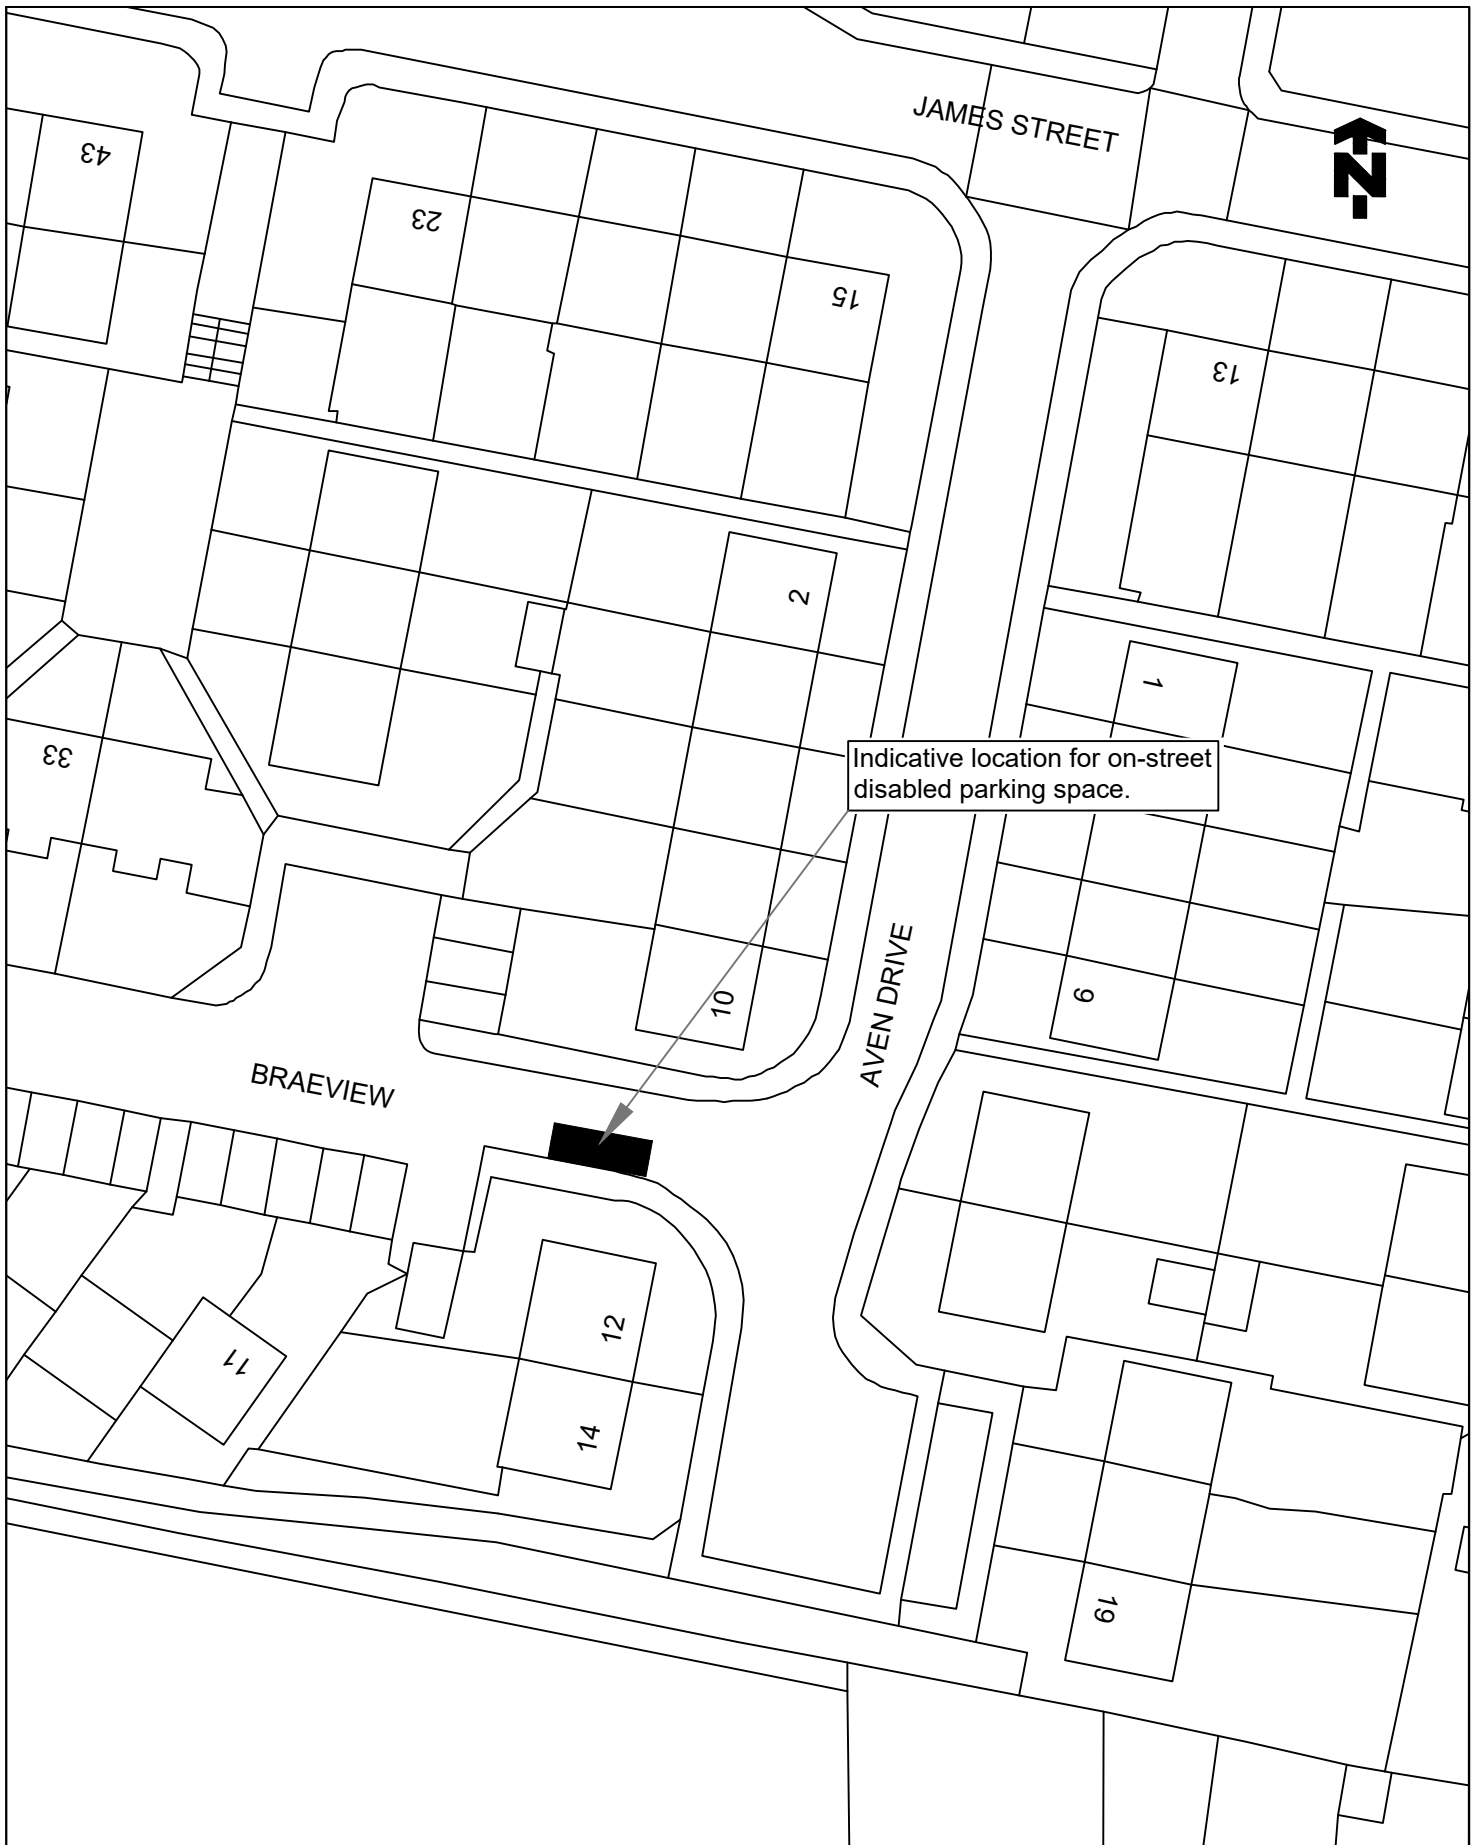 JAMES STREET
N
43
23
15
13
2
1
33
Indicative location for on-street
disabled parking space.
AVEN DRIVE
10
9
BRAEVIEW
12
11
14
19